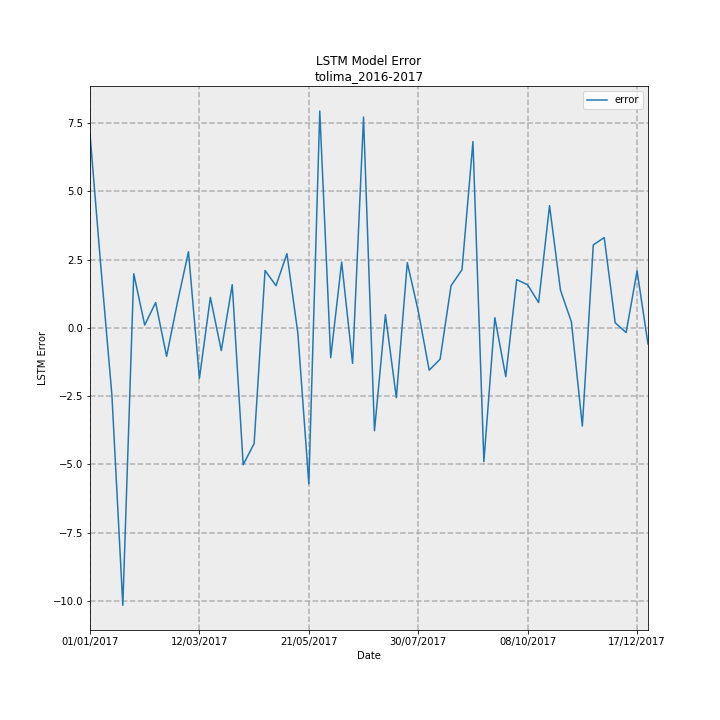 LSTM Model Error
tolima_2016-2017
error
7.5
5.0
2.5
0.0
−2.5
−5.0
−7.5
−10.0
LSTM Error
01/01/2017 12/03/2017 21/05/2017 30/07/2017 08/10/2017 17/12/2017
Date